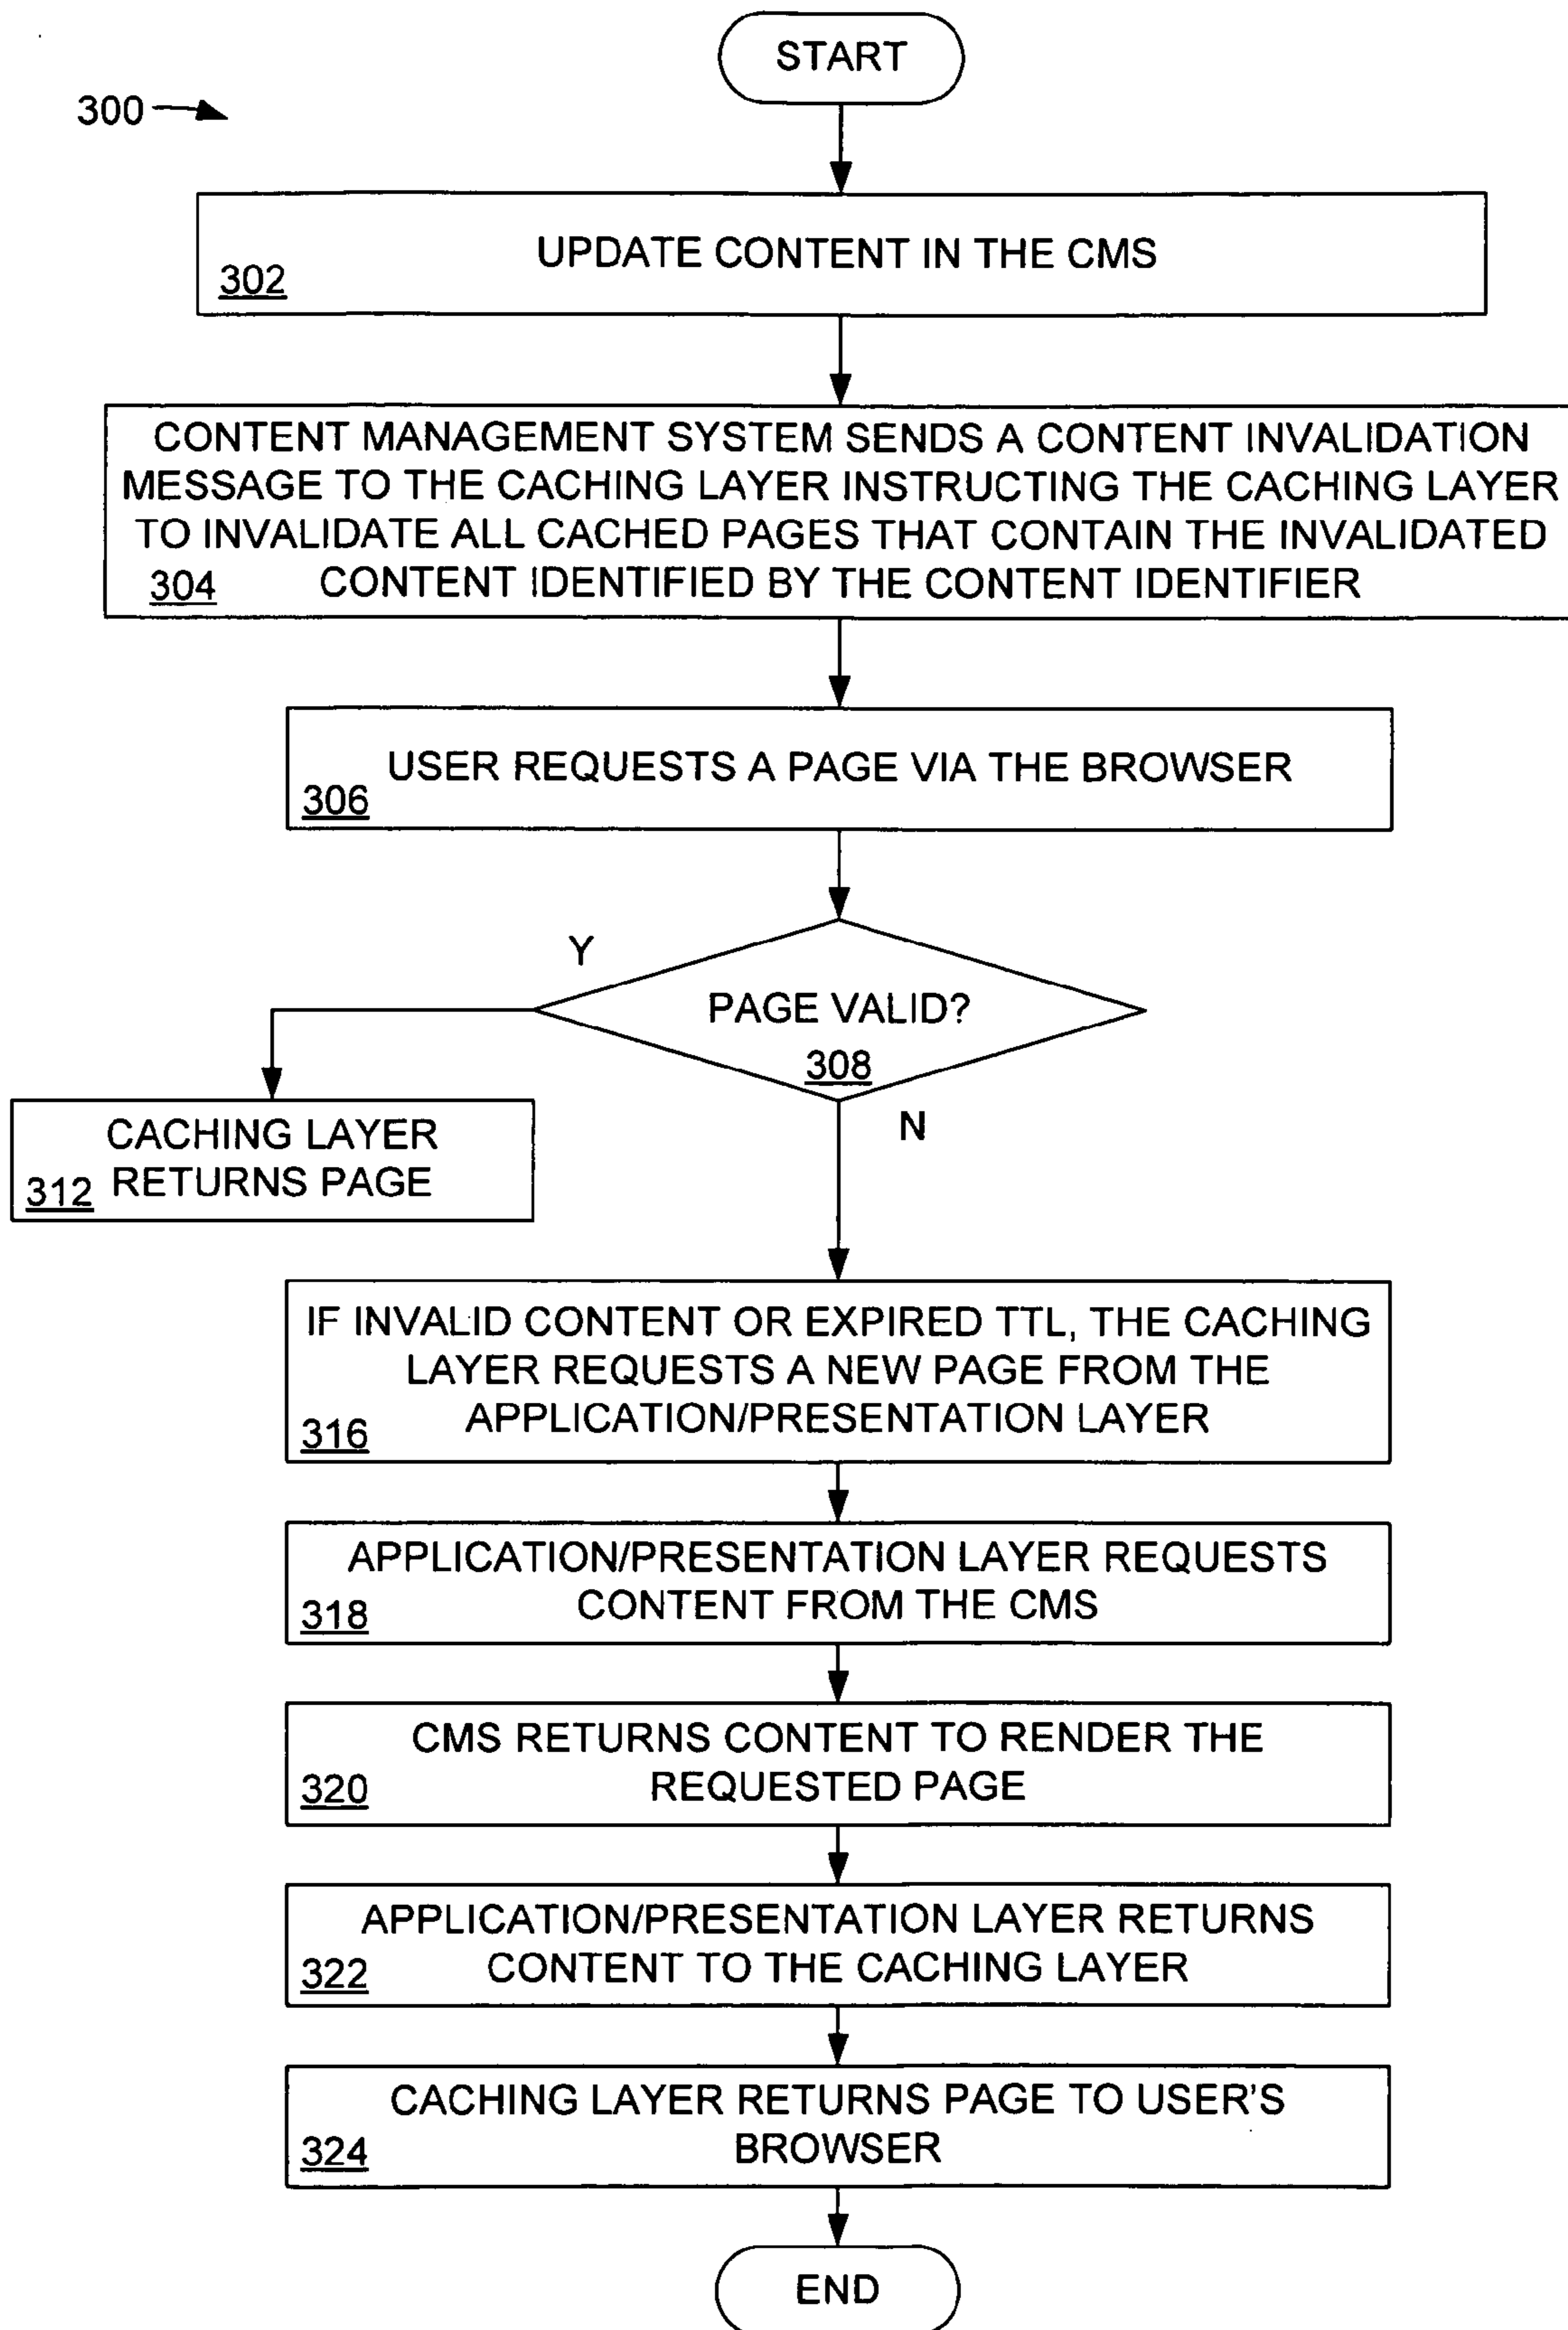 START
300
UPDATE CONTENT IN THE CMS
302
CONTENT MANAGEMENT SYSTEM SENDS A CONTENT INVALIDATION
MESSAGE TO THE CACHING LAYER INSTRUCTING THE CACHING LAYER
TO INVALIDATE ALL CACHED PAGES THAT CONTAIN THE INVALIDATED
304 CONTENT IDENTIFIED BY THE CONTENT IDENTIFIER
USER REQUESTS A PAGE VIA THE BROWSER
306
Y
PAGE VALID?
308
N
CACHING LAYER
312 RETURNS PAGE
IF INVALID CONTENT OR EXPIRED TTL, THE CACHING
LAYER REQUESTS A NEW PAGE FROM THE
316 APPLICATION/PRESENTATION LAYER
APPLICATION/PRESENTATION LAYER REQUESTS
318 CONTENT FROM THE CMS
CMS RETURNS CONTENT TO RENDER THE
320 REQUESTED PAGE
APPLICATION/PRESENTATION LAYER RETURNS
322 CONTENT TO THE CACHING LAYER
CACHING LAYER RETURNS PAGE TO USER'S
324 BROWSER
END